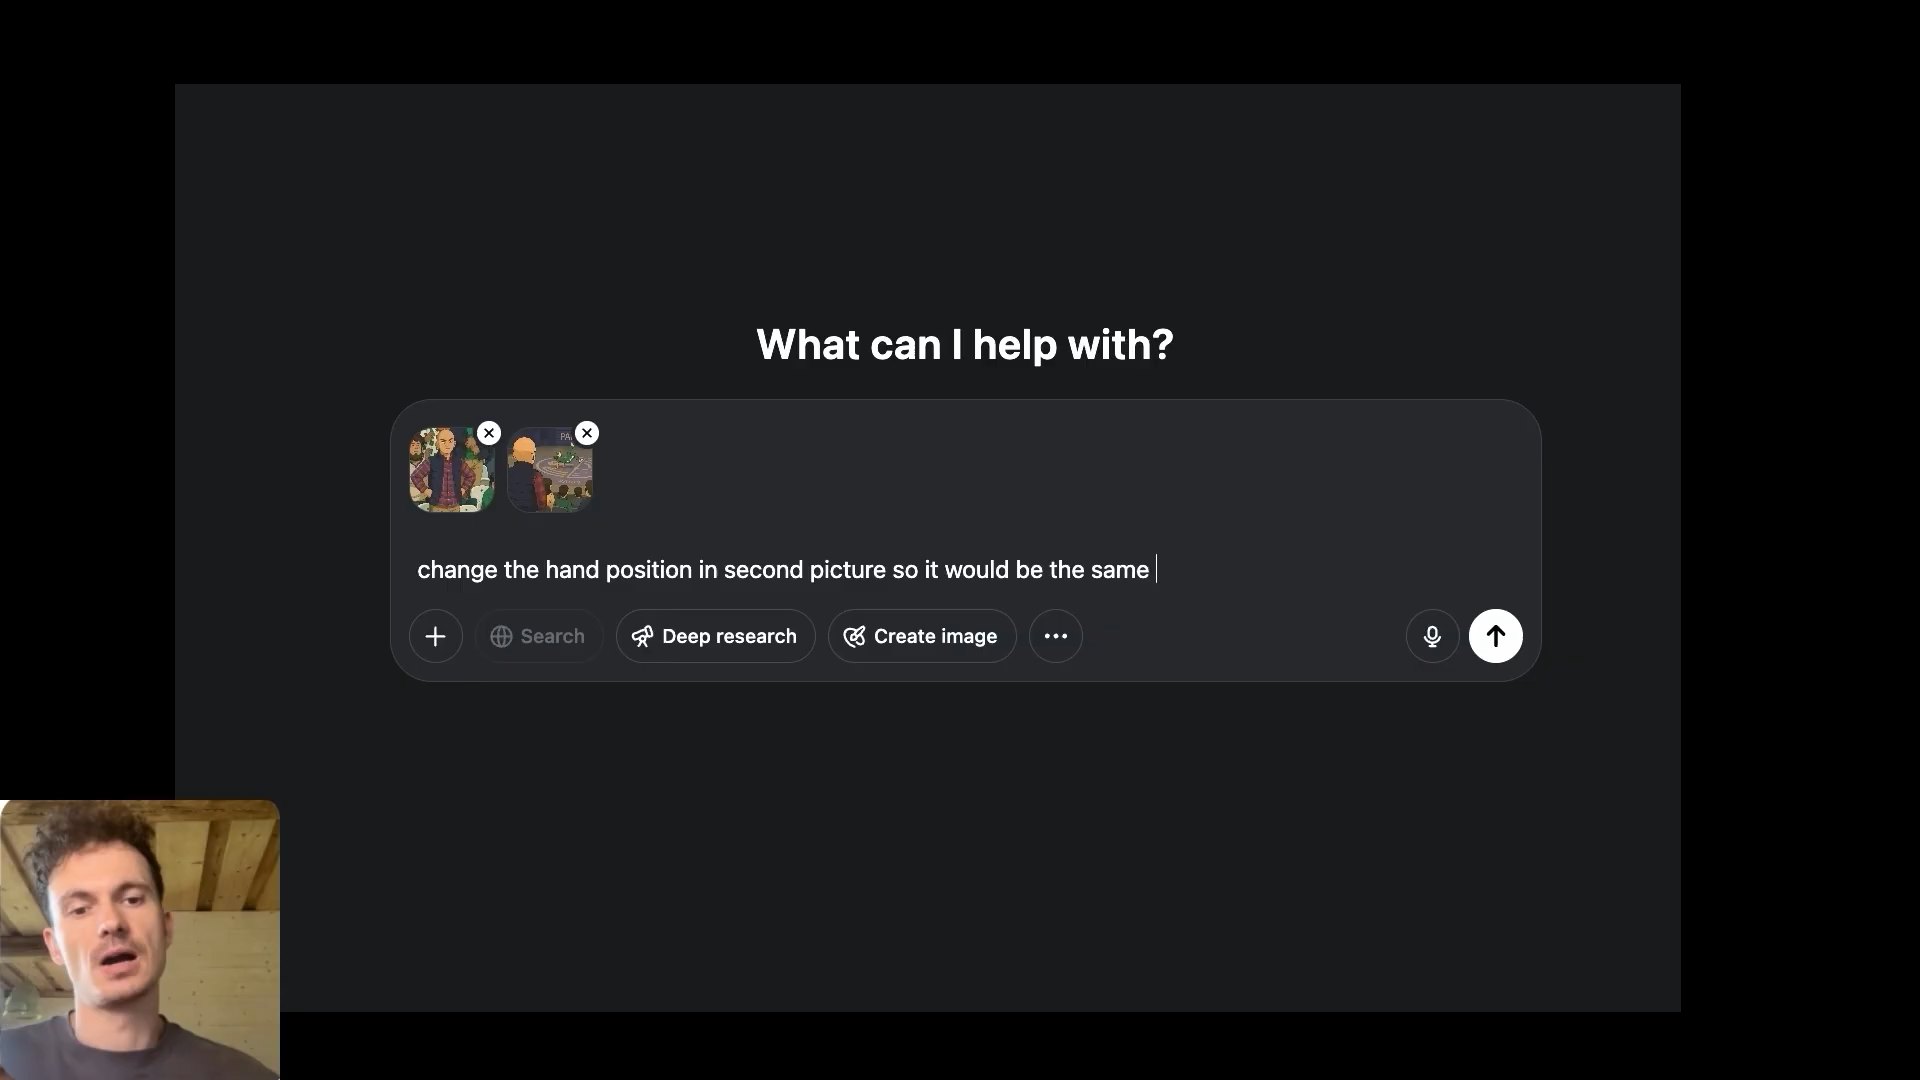 What can I help with?
PA
change the hand position in second picture so it would be the same
Search
Deep research
Create image